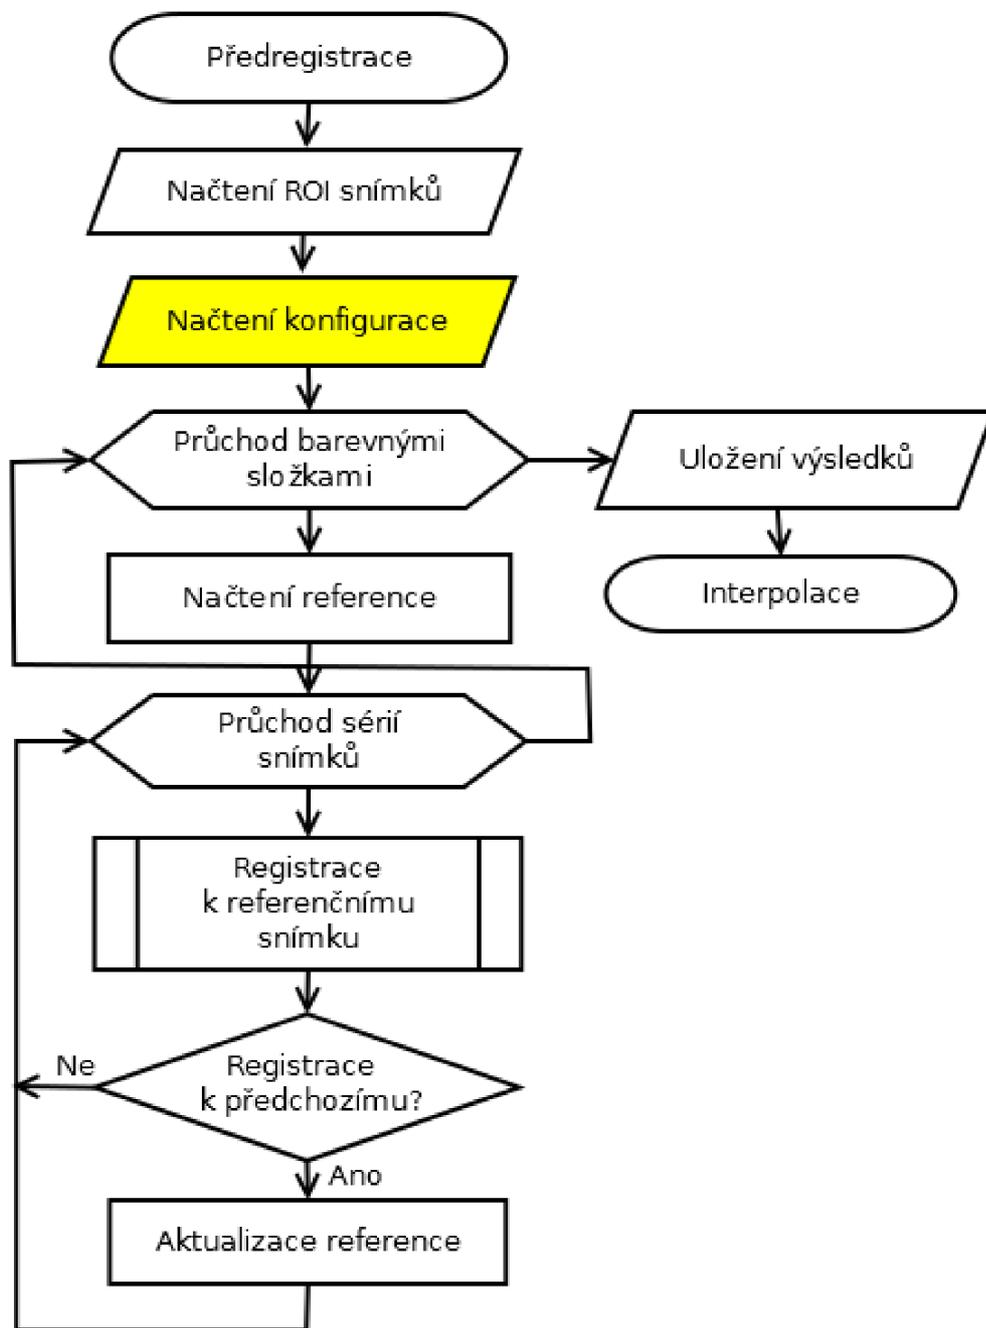 Předregistrace
Načtení ROI snímků
Načtení konfigurace
Průchod barevnými
složkami
Uložení výsledků
Načtení reference
Interpolace
Průchod sérií
snímků
Registrace
k referenčnímu
snímku
Ne
Registrace
k předchozímu?
Ano
Aktualizace reference